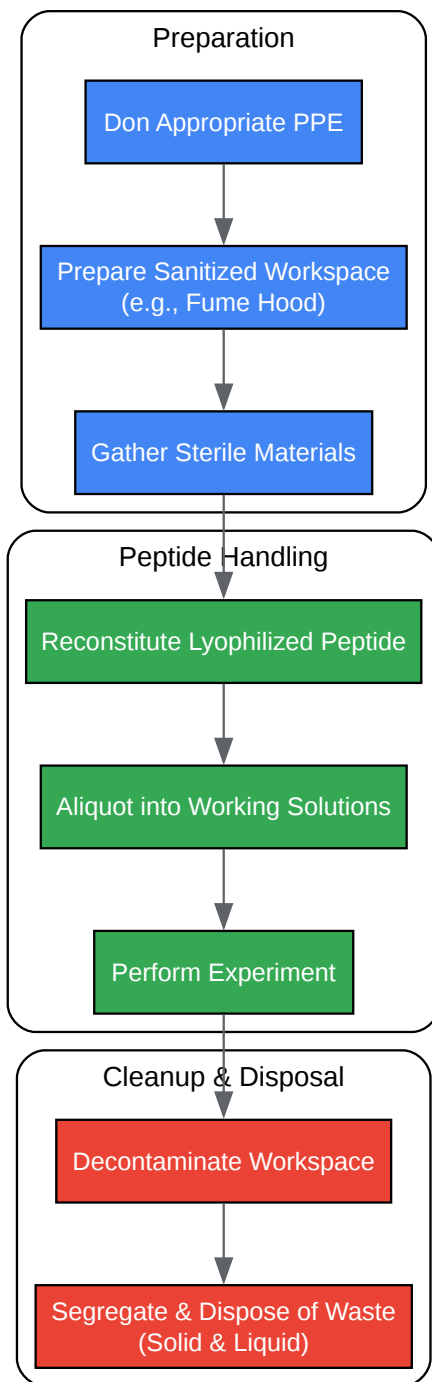 Preparation
Don Appropriate PPE
Prepare Sanitized Workspace
(e.g., Fume Hood)
Gather Sterile Materials
Peptide Handling
Reconstitute Lyophilized Peptide
Aliquot into Working Solutions
Perform Experiment
Cleanup & Disposal
Decontaminate Workspace
Segregate & Dispose of Waste
(Solid & Liquid)